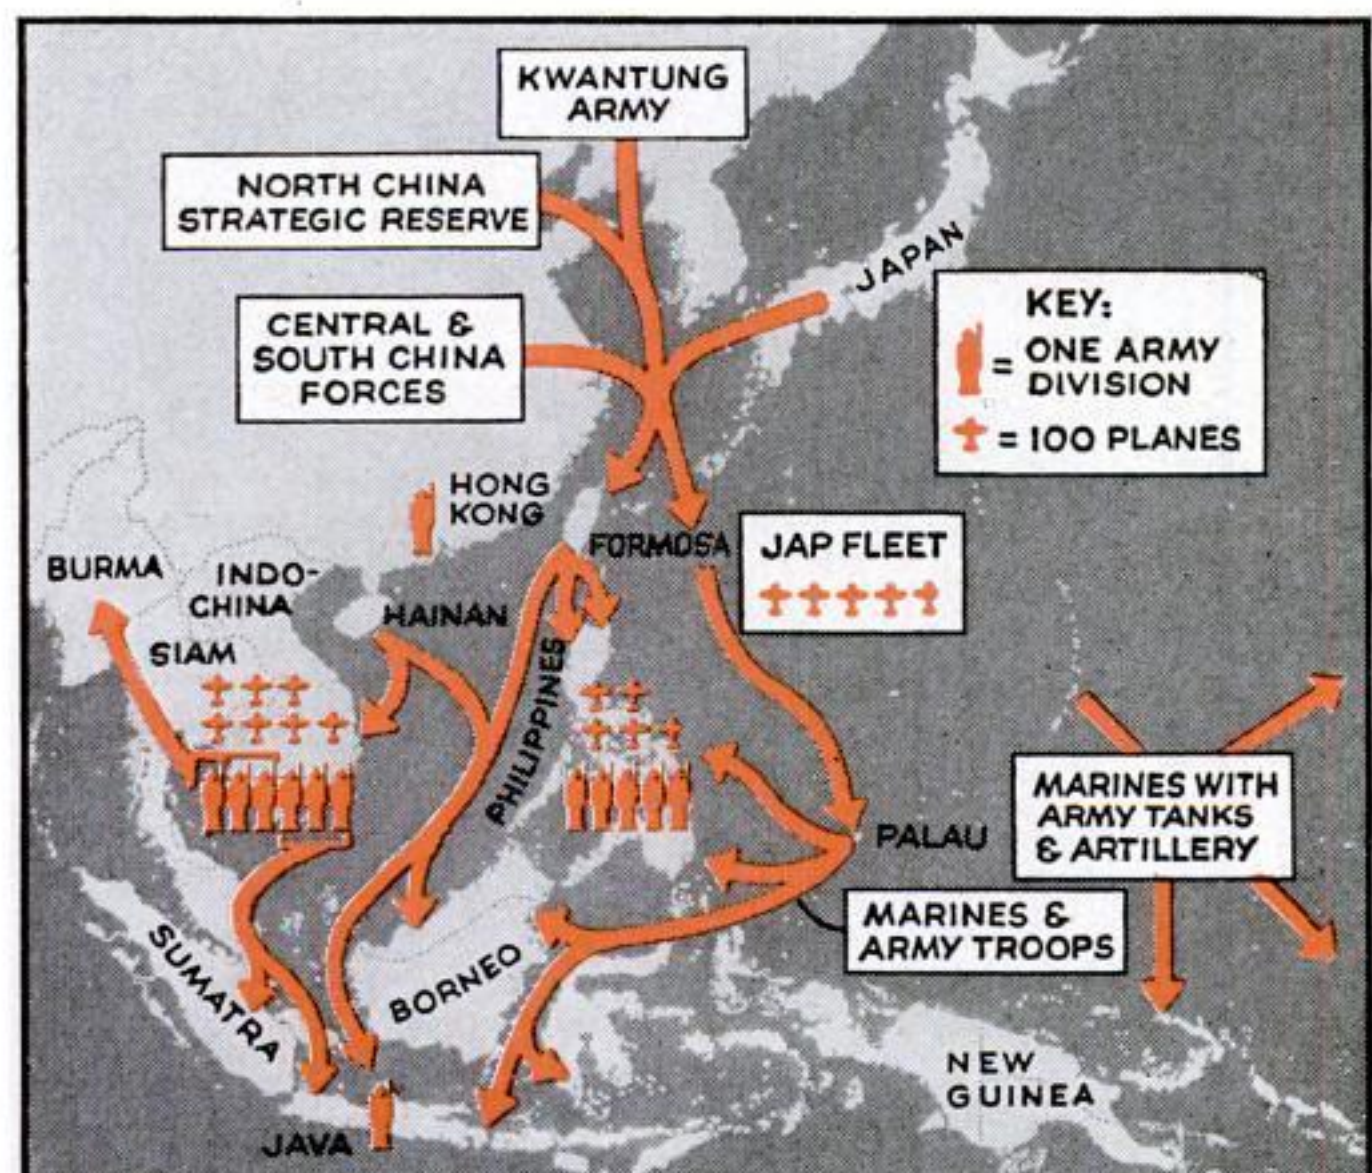 KWANTUNG
ARMY
NORTH CHINA
STRATEGIC RESERVE
JAPAN
CENTRAL &
SOUTH CHINA
FORCES
KEY:
= ONE ARMY
DIVISION
= 100 PLANES
HONG
KONG
FORMOSA
JAP FLEET
BURMA
INDO-
CHINA
HAINAN
SIAM
PHILIPPINES
PALAU
MARINES WITH
ARMY TANKS
& ARTILLERY
MARINES &
ARMY TROOPS
SUMATRA
BORNEO
NEW
GUINEA
JAVA